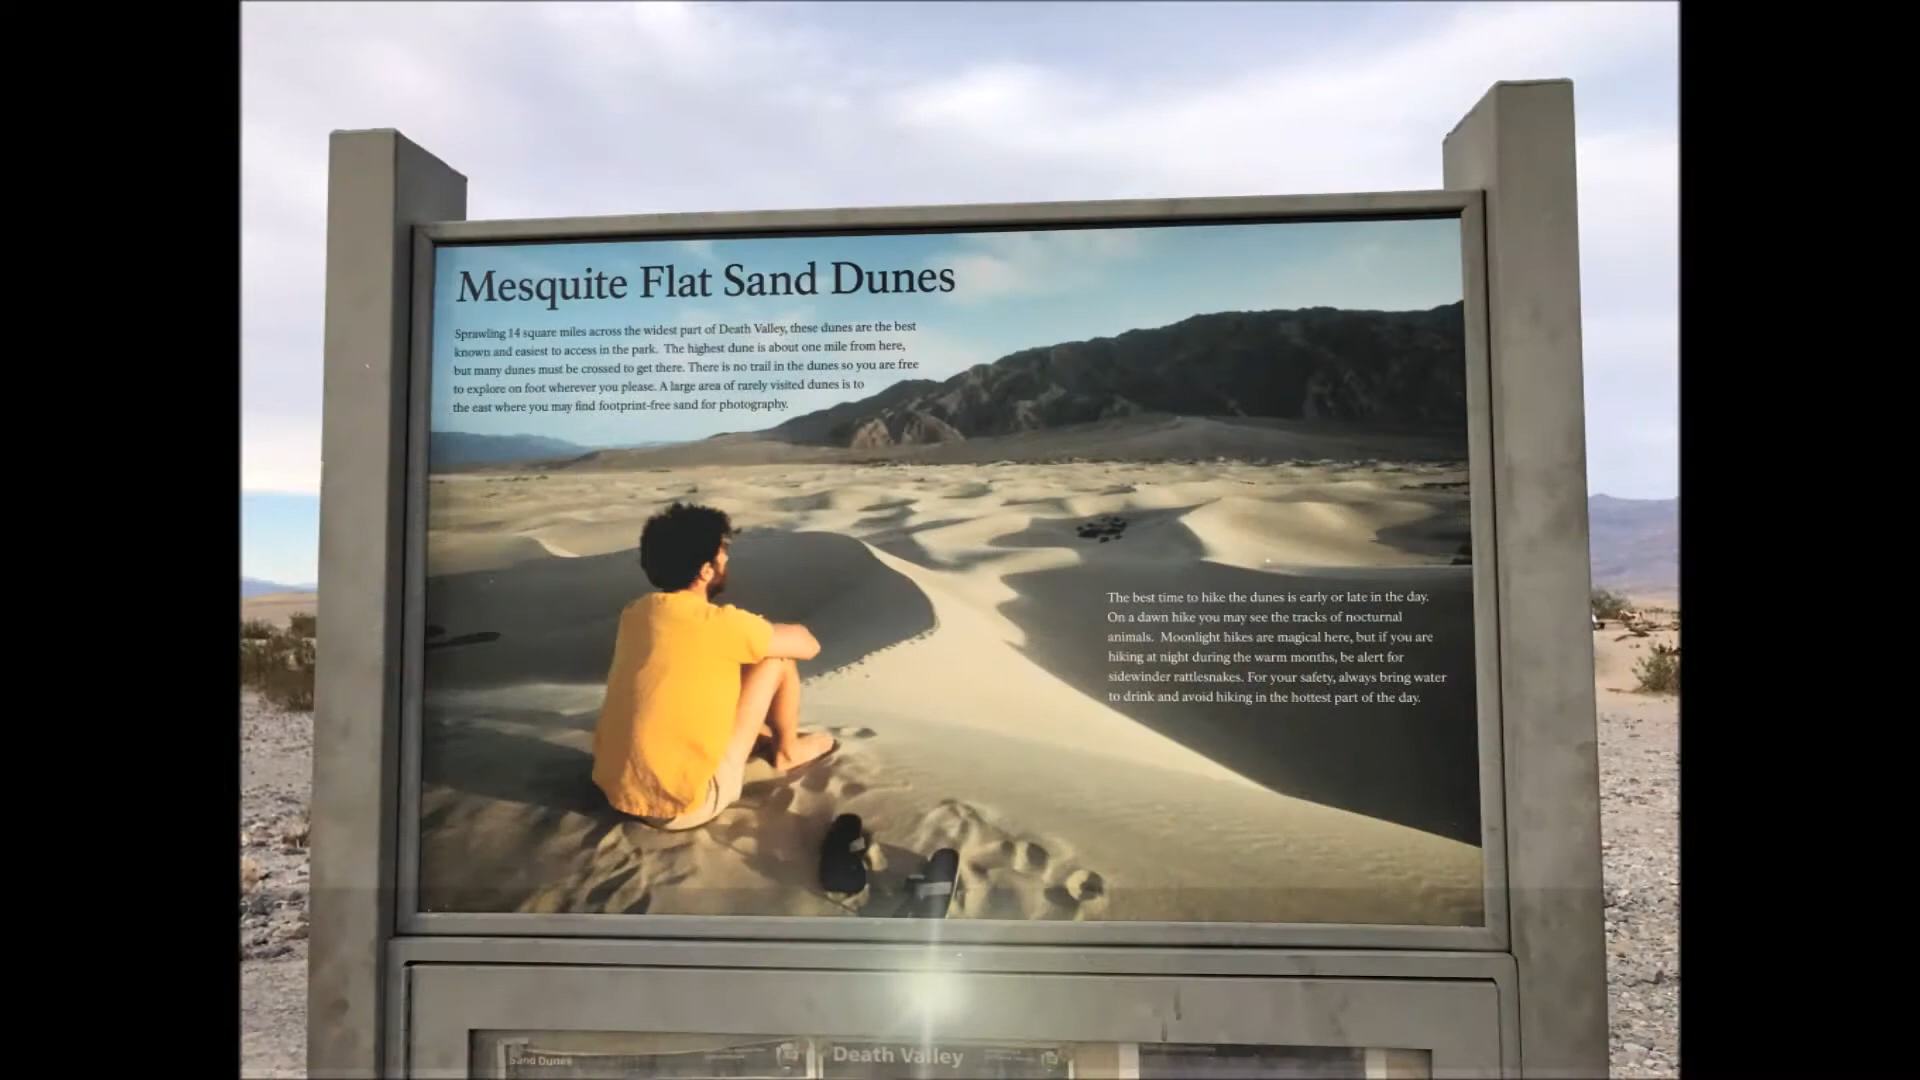 Mesquite Flat Sand Dunes
Sprawling 14 square miles across the widest part of Death Valley, these dunes are the best
known and easiest to access in the park. The highest dune is about one mile from here,
but many dunes must be crossed to get there. There is no trail in the dunes so you are free
to explore on foot wherever you please. A large area of rarely visited dunes is to
the east where you may find footprint-free sand for photography.
The best time to hike the dunes is early or late in the day.
On a dawn hike you may see the tracks of nocturnal
animals. Moonlight hikes are magical here, but if you are
hiking at night during the warm months, be alert for
sidewinder rattlesnakes. For your safety, always bring water
to drink and avoid hiking in the hottest part of the day.
Sand Dunes
Death Valley